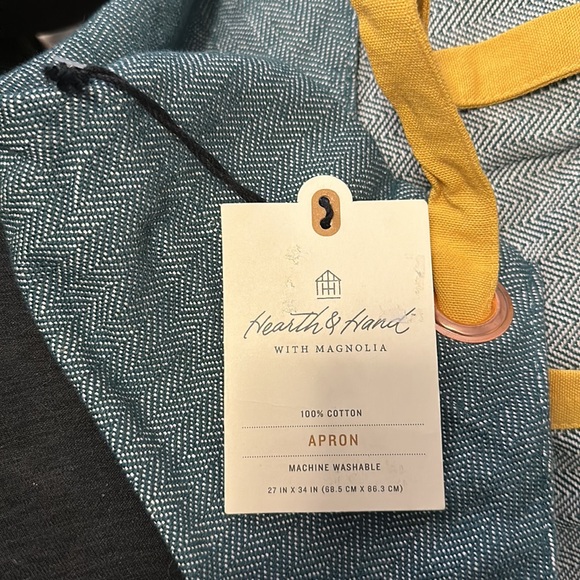 Hearth & Hand
WITH MAGNOLIA
100% COTTON
APRON
MACHINE WASHABLE
27 IN X 34 IN (68.5 CM X 86.3 CM)